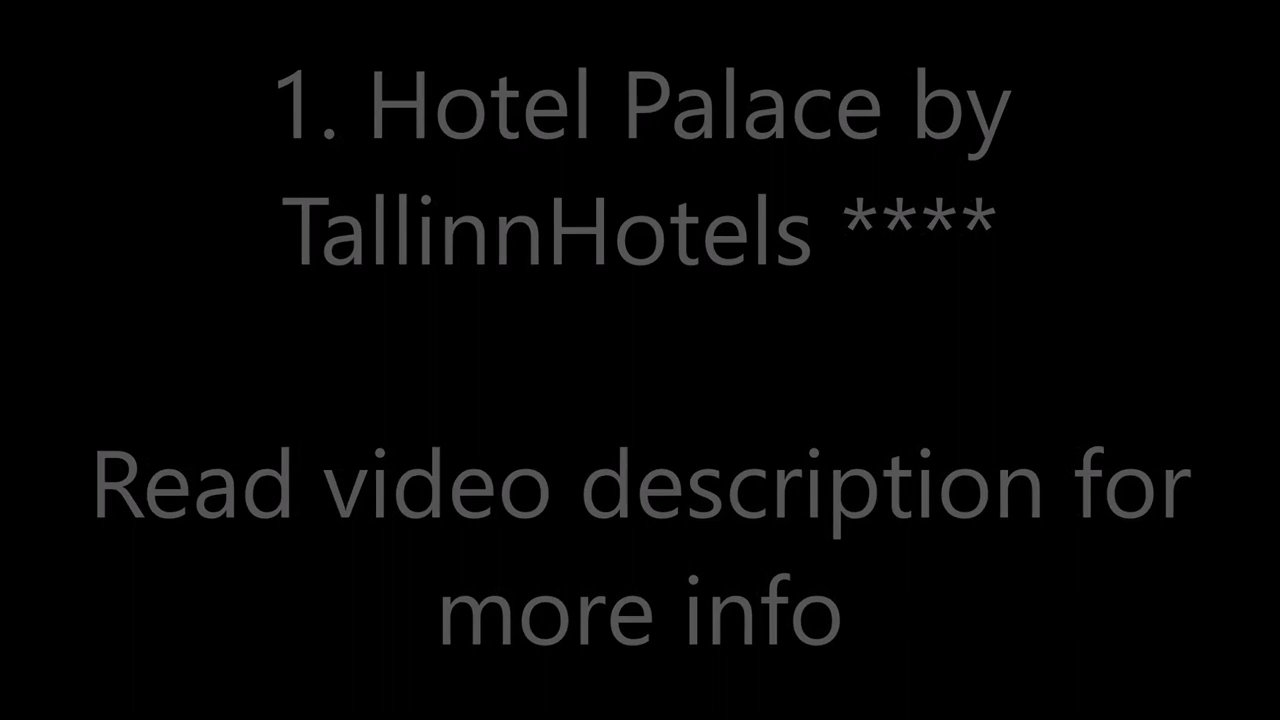 1. Hotel Palace by
TallinnHotels ****
Read video description for
more info